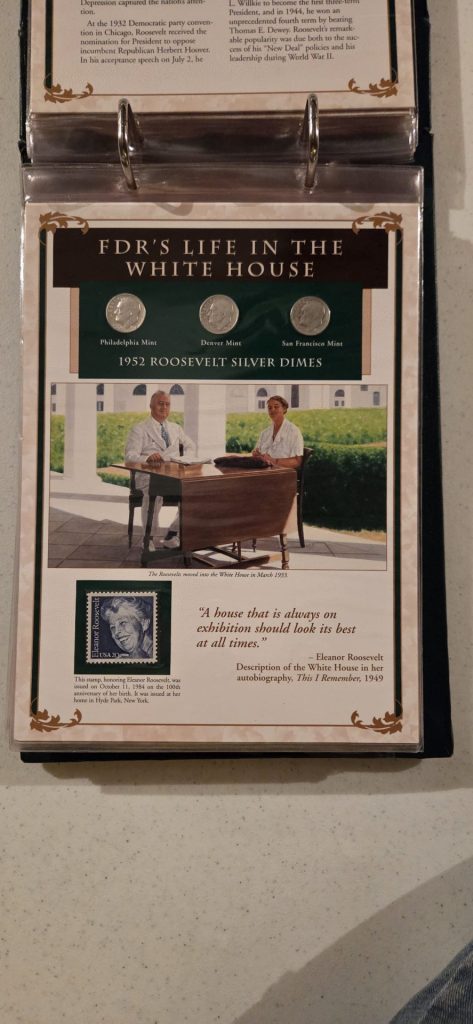 Depression captured the nation's atten-
tion.
At the 1932 Democratic party conven-
tion in Chicago, Roosevelt received the
nomination for President to oppose
incumbent Republican Herbert Hoover.
In his acceptance speech on July 2, he
L. Willkie to become the first three-term
President, and in 1944, he won an
unprecedented fourth term by beating
Thomas E. Dewey. Roosevelt's remark-
able popularity was due both to the suc-
cess of his "New Deal" policies and his
leadership during World War II.
FDR'S LIFE IN THE
WHITE HOUSE
Philadelphia Mint
Denver Mint
San Francisco Mint
1952 ROOSEVELT SILVER DIMES
The Roosevelts moved into the White House in March 1933.
Eleanor Roosevelt
USA 20c
This stamp, honoring Eleanor Roosevelt, was
issued on October 11, 1984 on the 100th
anniversary of her birth. It was issued at her
home in Hyde Park, New York.
"A house that is always on
exhibition should look its best
at all times."
– Eleanor Roosevelt
Description of the White House in her
autobiography, This I Remember, 1949